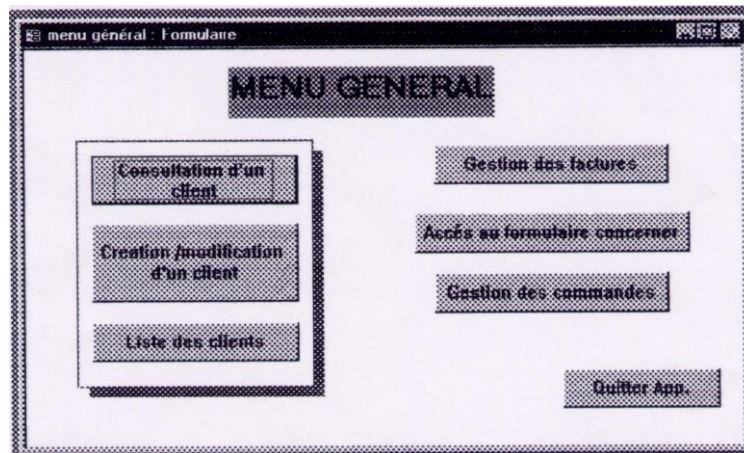 menu général : Formulaire
MENU GENERAL
Consultation d'un
client
Creation /modification
d'un client
Liste des clients
Gestion des factures
Accés au formulaire concerner
Gestion des commandes
Quitter App.